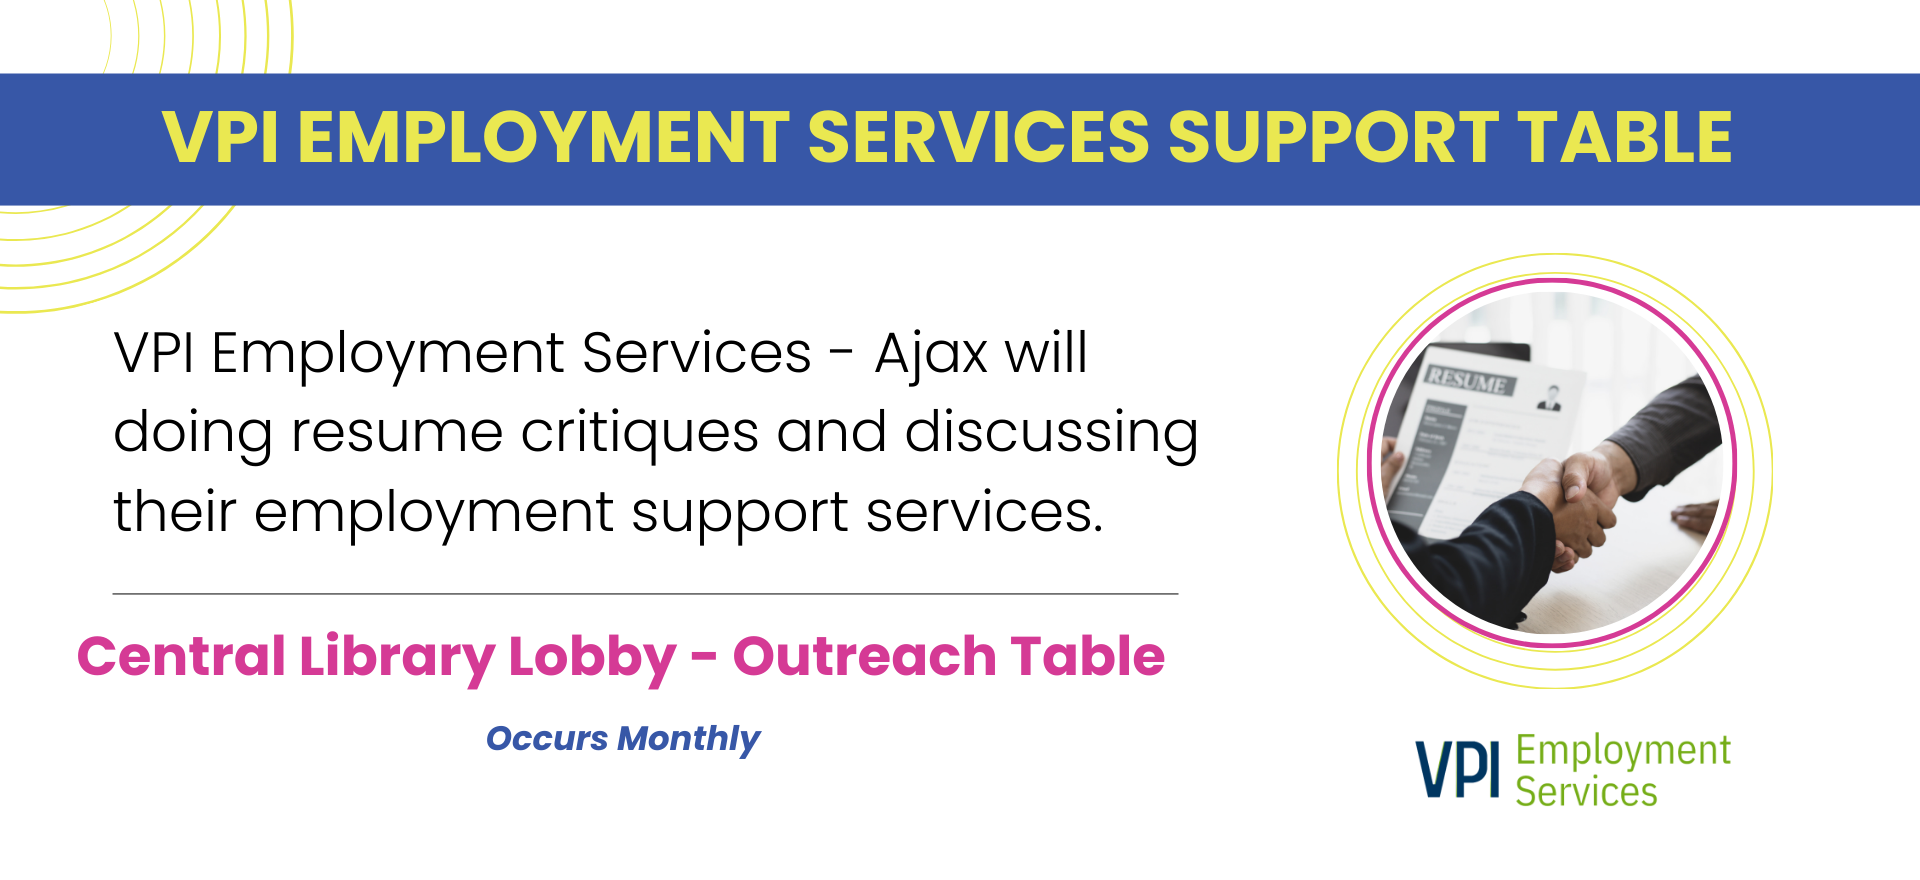 VPI EMPLOYMENT SERVICES SUPPORT TABLE
VPI Employment Services - Ajax will
doing resume critiques and discussing
their employment support services.
Central Library Lobby - Outreach Table
Occurs Monthly
RESUME
VPI Employment
Services